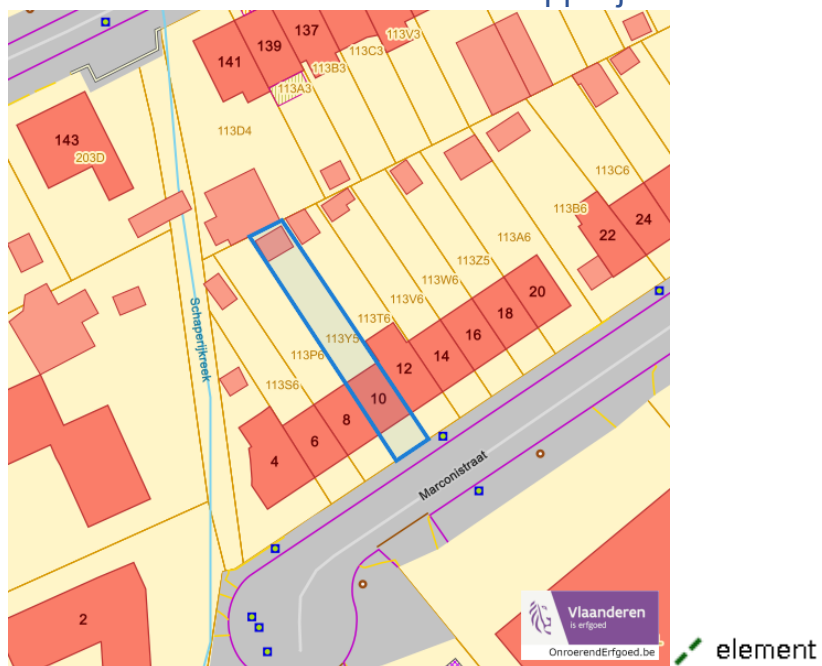 139
137
141
113V3
113C3
113B3
113A3
113D4
143
203D
113C6
113B6
24
22
113A6
113Z5
113W6
113V6
113T6
113Y5
113P6
113S6
20
18
16
14
12
10
8
6
4
Schaperijkreek
Marconistraat
2
Vlaanderen
is erfgoed
OnroerendErfgoed.be
element